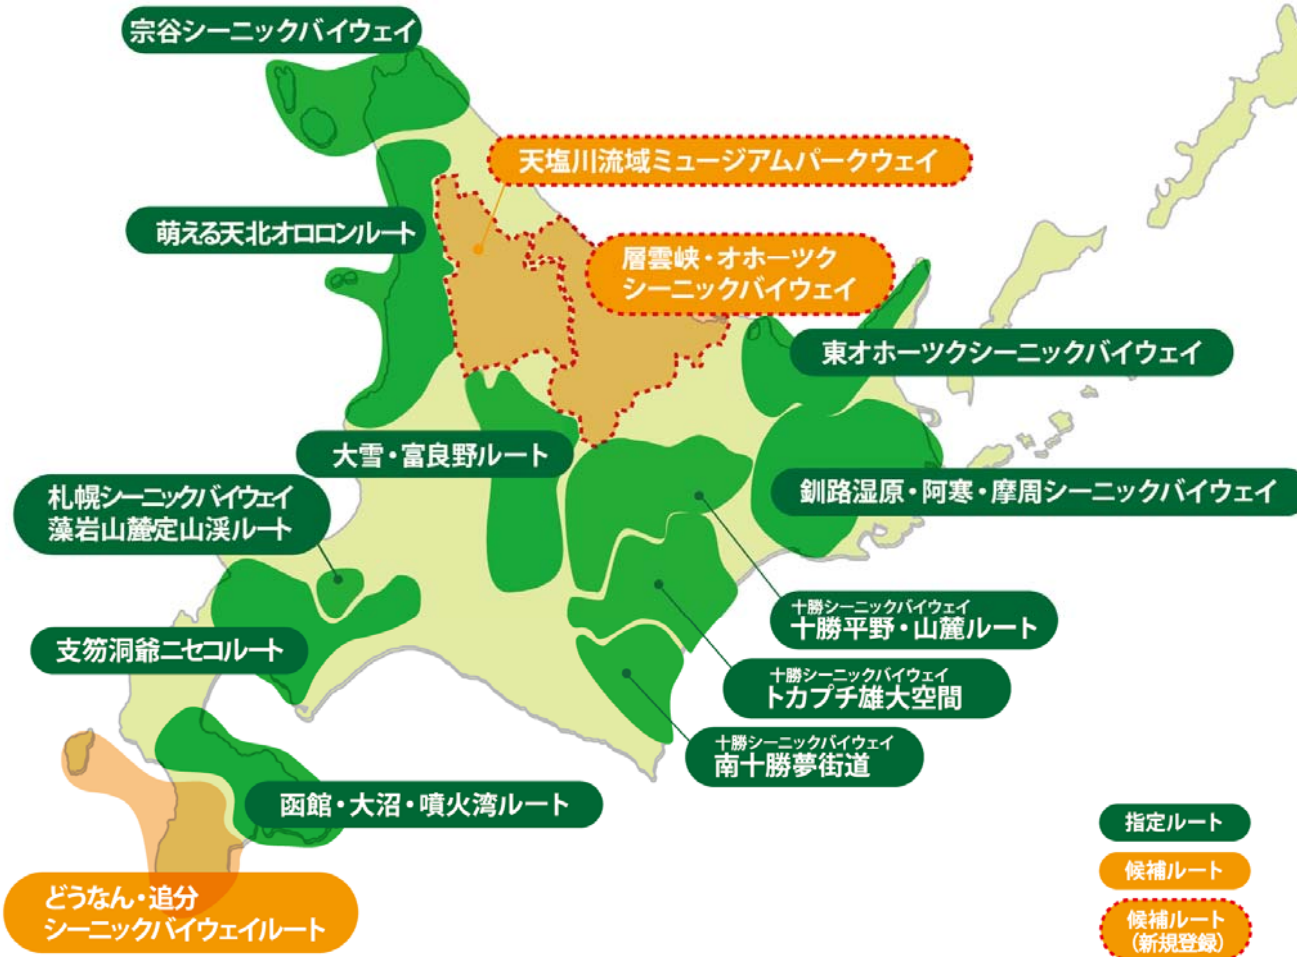 宗谷シーニックバイウェイ
天塩川流域ミュージアムパークウェイ
萌える天北オロロンルート
層雲峡・オホーツク
シーニックバイウェイ
東オホーツクシーニックバイウェイ
大雪・富良野ルート
釧路湿原・阿寒・摩周シーニックバイウェイ
札幌シーニックバイウェイ
藻岩山麓・定山渓ルート
十勝シーニックバイウェイ
十勝平野・山麓ルート
支笏洞爺ニセコルート
十勝シーニックバイウェイ
トカプチ雄大空間
十勝シーニックバイウェイ
南十勝夢街道
函館・大沼・噴火湾ルート
どうなん・追分
シーニックバイウェイルート
指定ルート
候補ルート
候補ルート
(新規登録)